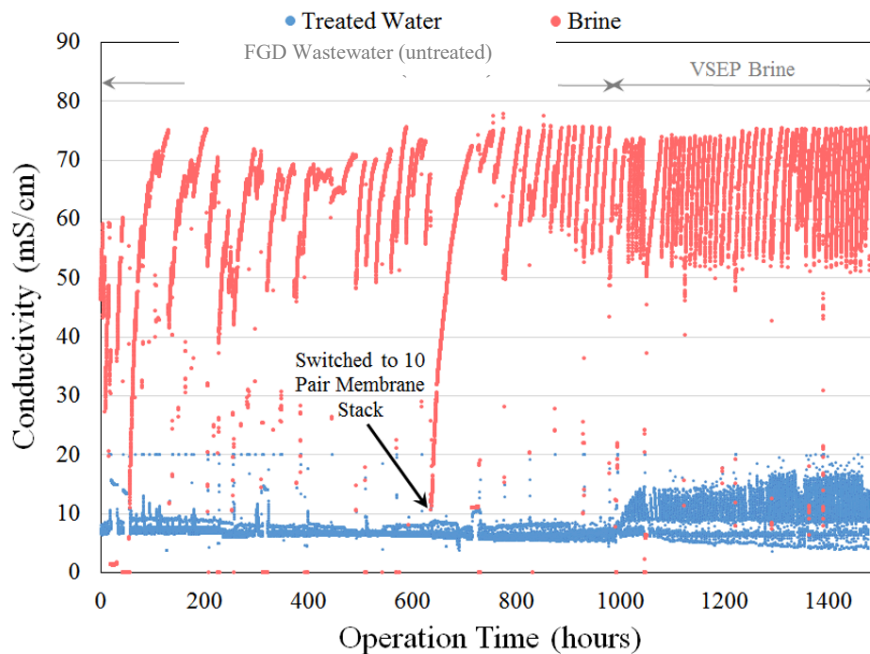 Treated Water Brine
FGD Wastewater (untreated)
VSEP Brine
Conductivity (mS/cm)
90
80
70
60
50
40
30
20
10
0
Switched to 10
Pair Membrane
Stack
0 200 400 600 800 1000 1200 1400
Operation Time (hours)